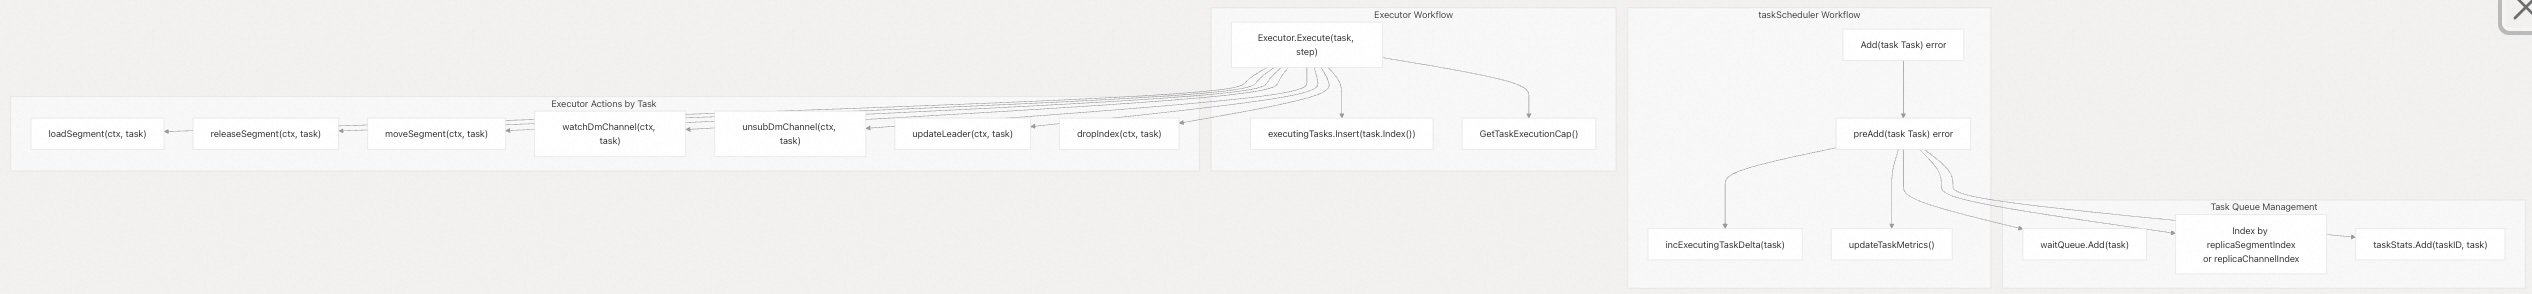 Executor Workflow
Executor.Execute(task,
step)
executingTasks.Insert(task.Index())
GetTaskExecutionCap()
Executor Actions by Task
loadSegment(ctx, task)
releaseSegment(ctx, task)
moveSegment(ctx, task)
watchDmChannel(ctx,
task)
unsubDmChannel(ctx,
task)
updateLeader(ctx, task)
dropIndex(ctx, task)
taskScheduler Workflow
Add(task Task) error
preAdd(task Task) error
incExecutingTaskDelta(task)
updateTaskMetrics()
Task Queue Management
waitQueue.Add(task)
Index by
replicaSegmentIndex
or replicaChannelIndex
taskStats.Add(taskID, task)